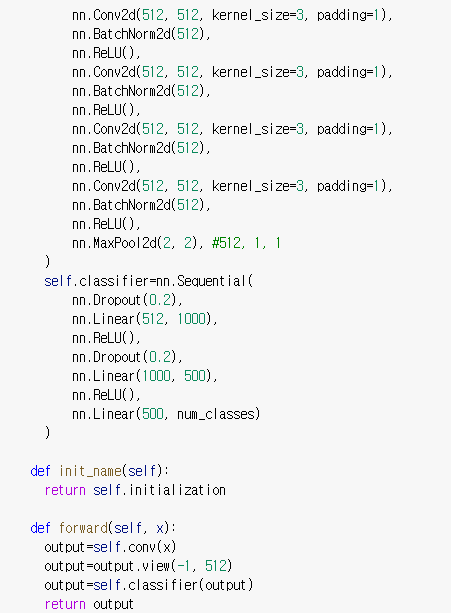 nn.Conv2d(512, 512, kernel_size=3, padding=1),
nn.BatchNorm2d(512),
nn.ReLU(),
nn.Conv2d(512, 512, kernel_size=3, padding=1),
nn.BatchNorm2d(512),
nn.ReLU(),
nn.Conv2d(512, 512, kernel_size=3, padding=1),
nn.BatchNorm2d(512),
nn.ReLU(),
nn.Conv2d(512, 512, kernel_size=3, padding=1),
nn.BatchNorm2d(512),
nn.ReLU(),
nn.MaxPool2d(2, 2), #512, 1, 1
)
self.classifier=nn.Sequential(
nn.Dropout(0.2),
nn.Linear(512, 1000),
nn.ReLU(),
nn.Dropout(0.2),
nn.Linear(1000, 500),
nn.ReLU(),
nn.Linear(500, num_classes)
)
def init_name(self):
return self.initialization
def forward(self, x):
output=self.conv(x)
output=output.view(-1, 512)
output=self.classifier(output)
return output